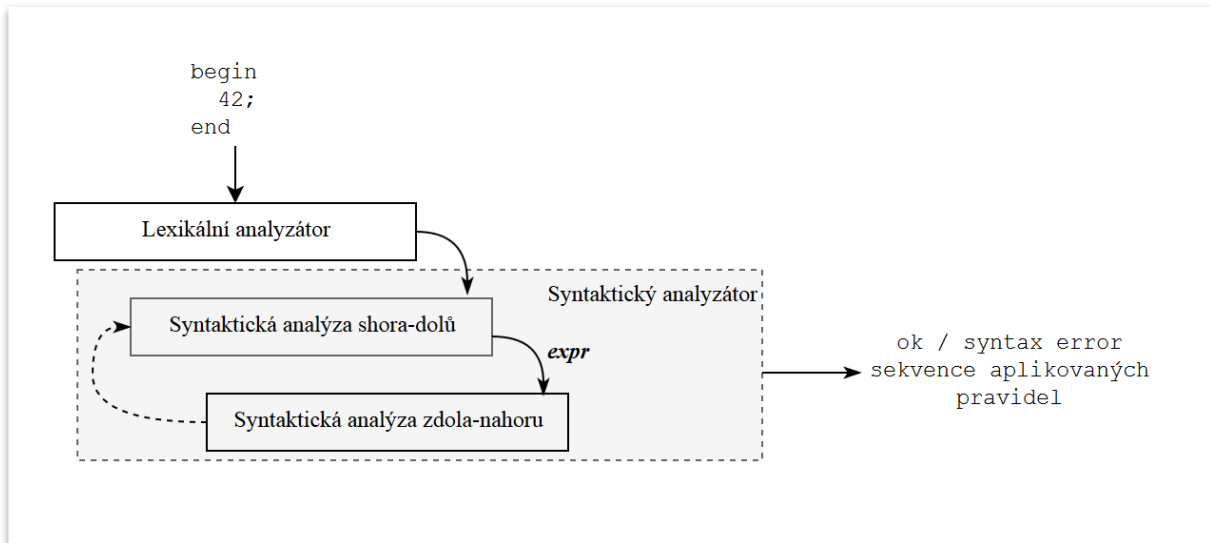 begin
42;
end
Lexikální analyzátor
Syntaktický analyzátor
Syntaktická analýza shora-dolů
expr
Syntaktická analýza zdola-nahoru
ok / syntax error
sekvence aplikovaných
pravidel